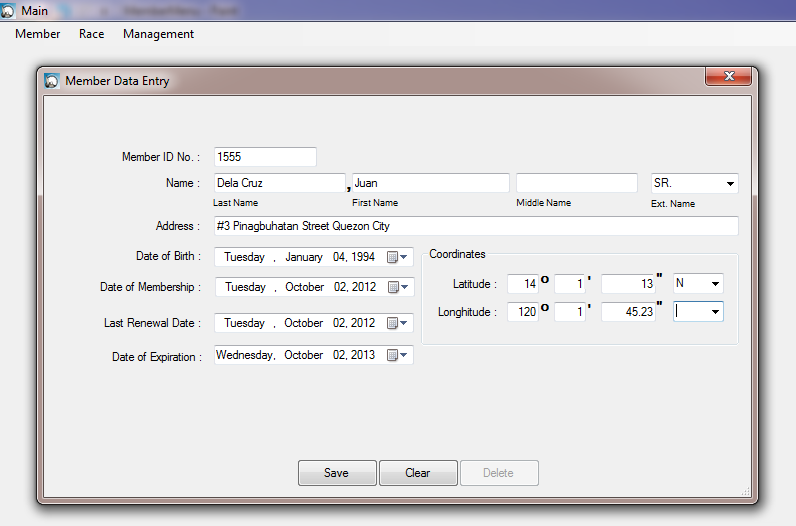 Main
Member Race Management
Member Data Entry
Member ID No. : 1555
Name : Dela Cruz , Juan SR.
Last Name First Name Middle Name Ext. Name
Address : #3 Pinagbuhatan Street Quezon City
Date of Birth : Tuesday , January 04, 1994
Coordinates
Latitude : 14 o 1 ' 13 " N
Date of Membership : Tuesday , October 02, 2012
Longhitude : 120 o 1 ' 45.23 "
Last Renewal Date : Tuesday , October 02, 2012
Date of Expiration : Wednesday, October 02, 2013
Save Clear Delete